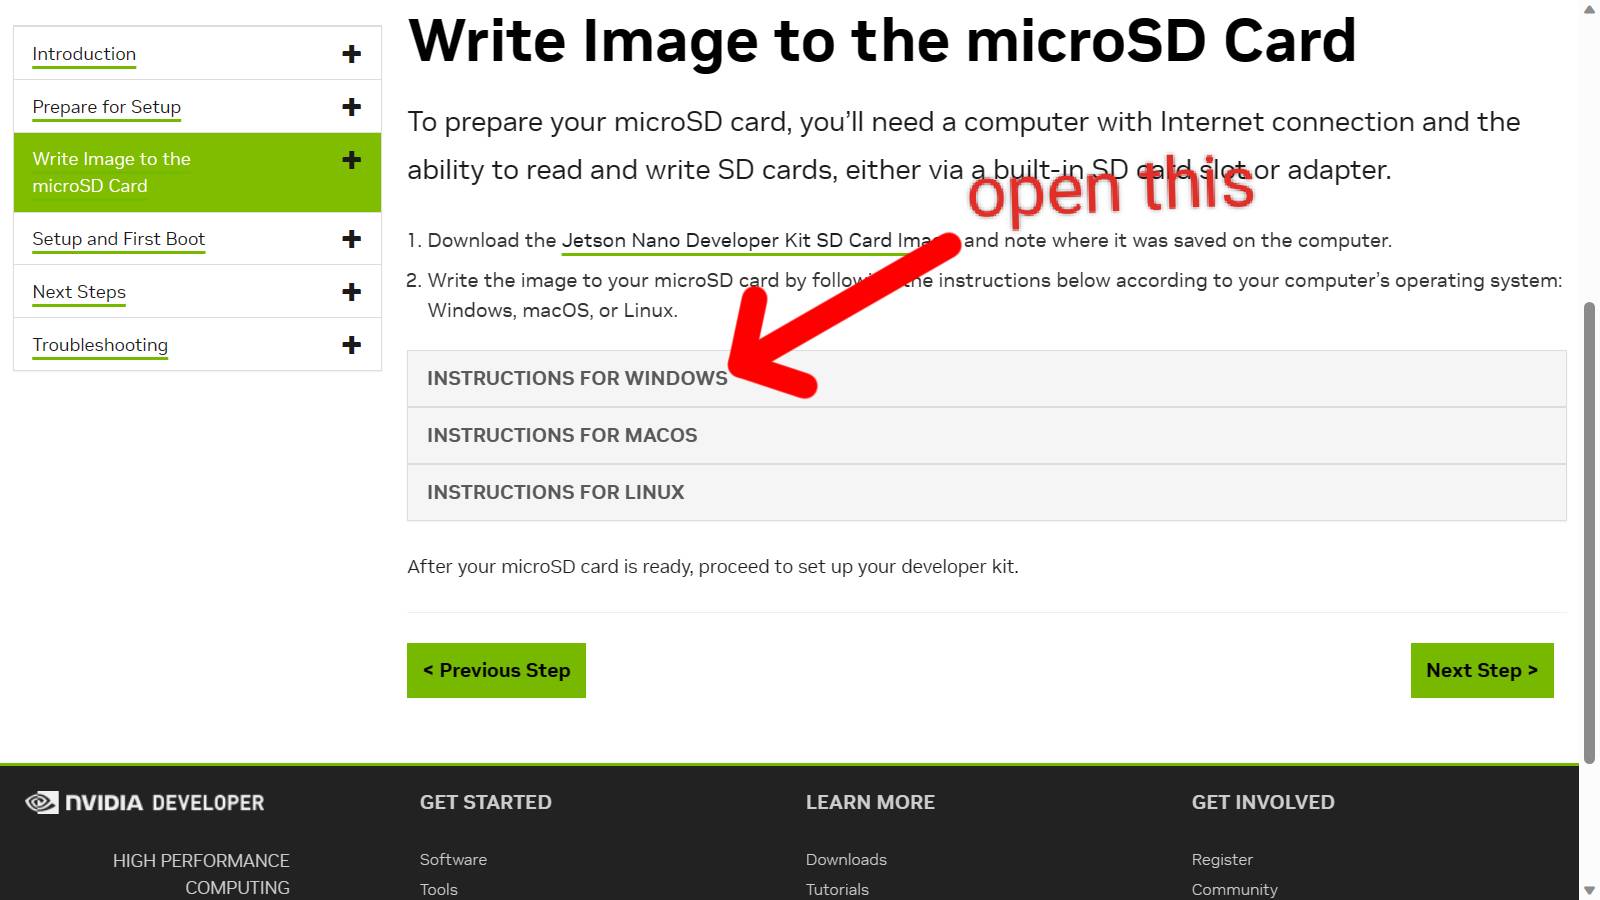 Introduction
Prepare for Setup
Write Image to the
microSD Card
Setup and First Boot
Next Steps
Troubleshooting
Write Image to the microSD Card
To prepare your microSD card, you’ll need a computer with Internet connection and the
ability to read and write SD cards, either via a built-in SD card slot or adapter.
open this
1. Download the Jetson Nano Developer Kit SD Card Image and note where it was saved on the computer.
2. Write the image to your microSD card by following the instructions below according to your computer’s operating system:
Windows, macOS, or Linux.
INSTRUCTIONS FOR WINDOWS
INSTRUCTIONS FOR MACOS
INSTRUCTIONS FOR LINUX
After your microSD card is ready, proceed to set up your developer kit.
< Previous Step
Next Step >
NVIDIA DEVELOPER
HIGH PERFORMANCE
COMPUTING
GET STARTED
Software
Tools
LEARN MORE
Downloads
Tutorials
GET INVOLVED
Register
Community